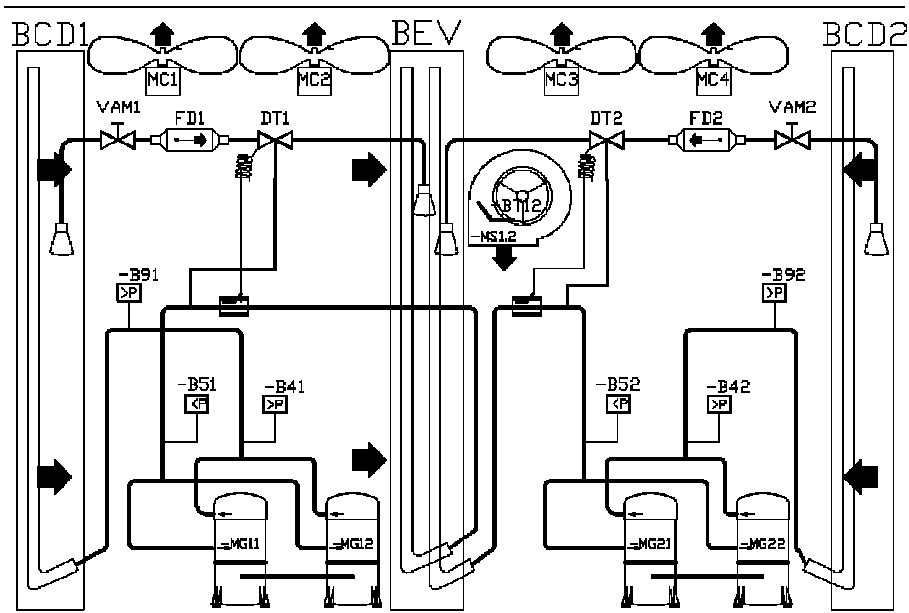 BCD1 BEV BCD2
MC1 MC2 MC3 MC4
VAM1 FD1 DT1 DT2 FD2 VAM2
-BT12
-MS1.2
-B91 -B92
>P >P
-B51 -B41 -B52 -B42
<P >P <P >P
MG11 MG12 MG21 MG22